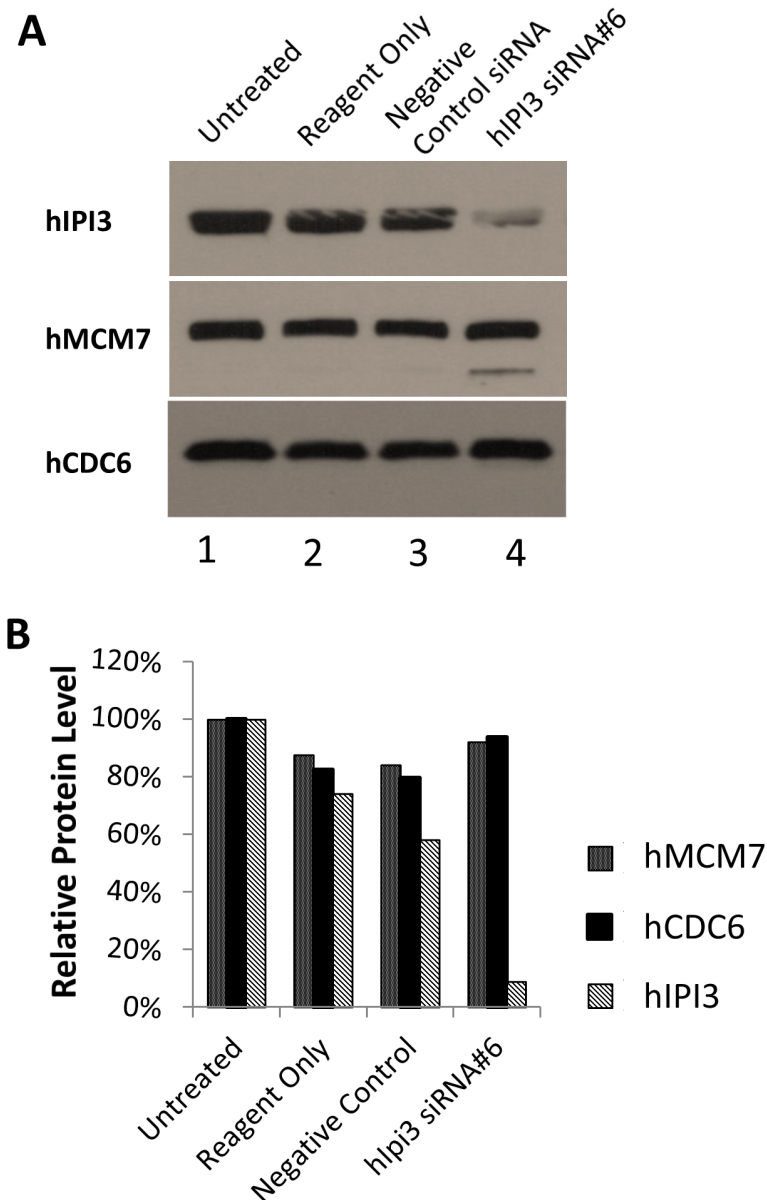 A
Untreated
Reagent Only
Negative
Control siRNA
hIPI3 siRNA#6
hIPI3
hMCM7
hCDC6
1 2 3 4
B
Relative Protein Level
120%
100%
80%
60%
40%
20%
0%
Untreated
Reagent Only
Negative Control
hIpi3 siRNA#6
hMCM7
hCDC6
hIPI3